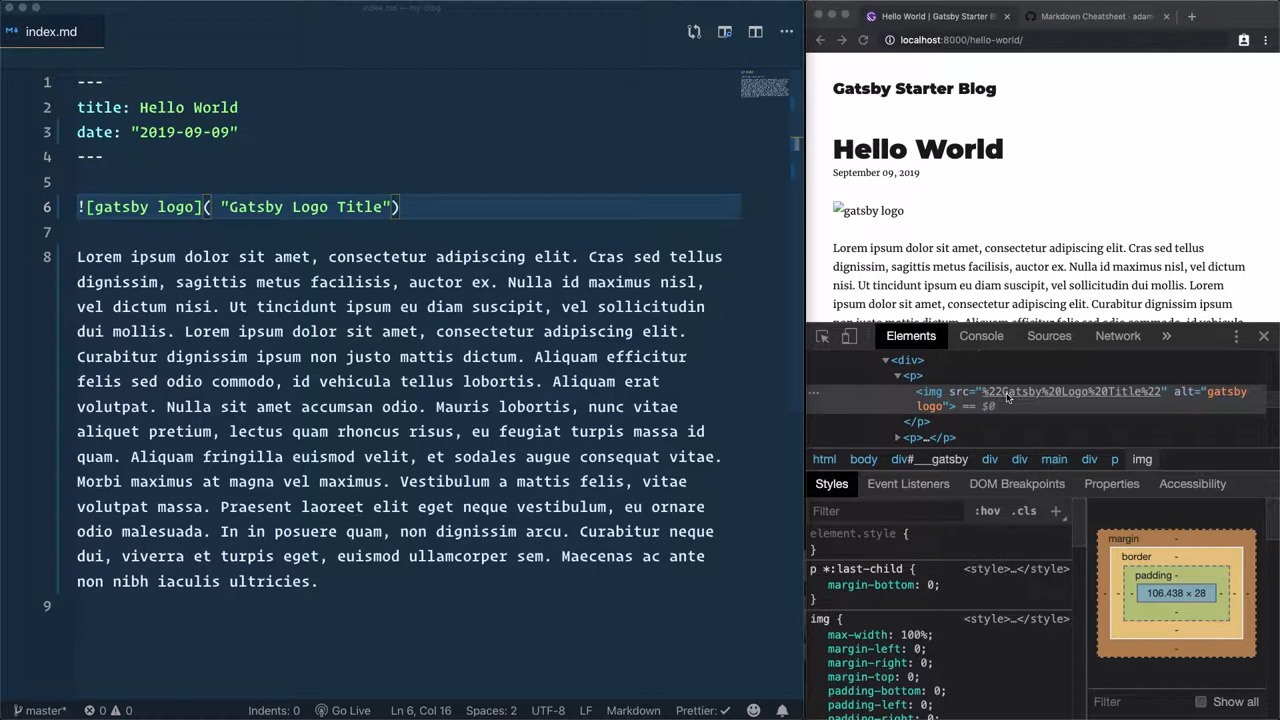 index.md — my-blog
index.md
1 ---
2 title: Hello World
3 date: "2019-09-09"
4 ---
5
6 ![gatsby logo]( "Gatsby Logo Title")
7
8 Lorem ipsum dolor sit amet, consectetur adipiscing elit. Cras sed tellus
dignissim, sagittis metus facilisis, auctor ex. Nulla id maximus nisl,
vel dictum nisi. Ut tincidunt ipsum eu diam suscipit, vel sollicitudin
dui mollis. Lorem ipsum dolor sit amet, consectetur adipiscing elit.
Curabitur dignissim ipsum non justo mattis dictum. Aliquam efficitur
felis sed odio commodo, id vehicula tellus lobortis. Aliquam erat
volutpat. Nulla sit amet accumsan odio. Mauris lobortis, nunc vitae
aliquet pretium, lectus quam rhoncus risus, eu feugiat turpis massa id
quam. Aliquam fringilla euismod velit, et sodales augue consequat vitae.
Morbi maximus at magna vel maximus. Vestibulum a mattis felis, vitae
volutpat massa. Praesent laoreet elit eget neque vestibulum, eu ornare
odio malesuada. In in posuere quam, non dignissim arcu. Curabitur neque
dui, viverra et turpis eget, euismod ullamcorper sem. Maecenas ac ante
non nibh iaculis ultricies.
9
master* 0 0 Indents: 0 Go Live Ln 6, Col 16 Spaces: 2 UTF-8 LF Markdown Prettier: ✓
Hello World | Gatsby Starter B × Markdown Cheatsheet · adam- × +
localhost:8000/hello-world/
Gatsby Starter Blog
Hello World
September 09, 2019
gatsby logo
Lorem ipsum dolor sit amet, consectetur adipiscing elit. Cras sed tellus
dignissim, sagittis metus facilisis, auctor ex. Nulla id maximus
nisl. Ut tincidunt ipsum eu diam suscipit, vel sollicitudin dui mollis.
Lorem ipsum dolor sit amet, consectetur adipiscing elit. Curabitur dignissim ipsum
Elements Console Sources Network »
<div>
<p>
… <img src="%22Gatsby%20Logo%20Title%22" alt="gatsby
logo"> == $0
</p>
<p>…</p>
html body div#___gatsby div div main div p img
Styles Event Listeners DOM Breakpoints Properties Accessibility
Filter :hov .cls +
element.style {
}
p *:last-child { <style>…</style>
margin-bottom: 0;
}
img { <style>…</style>
max-width: 100%;
margin-left: 0;
margin-right: 0;
margin-top: 0;
padding-bottom: 0;
padding-left: 0;
padding-right: 0;
margin -
border -
padding -
106.438 × 28
Filter Show all